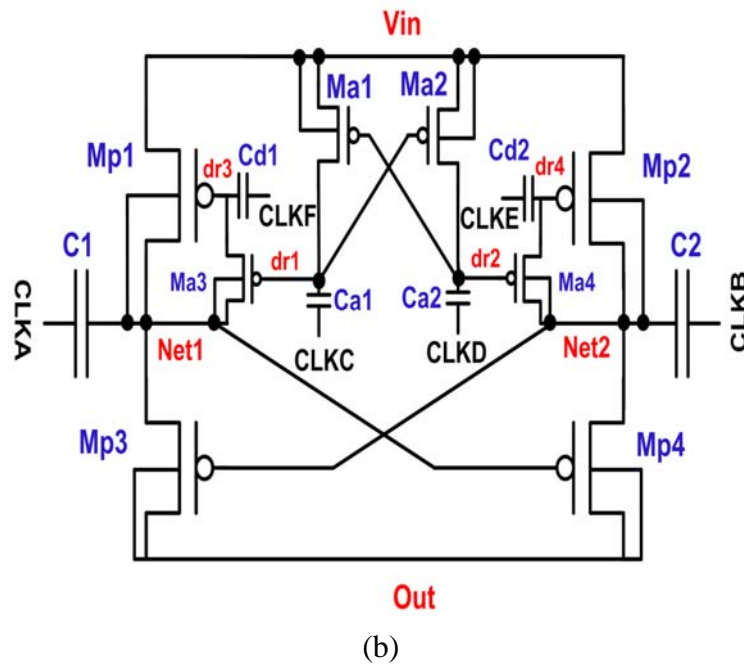 Vin
Ma1 Ma2
Mp1 dr3 Cd1 Cd2 dr4 Mp2
CLKF CLKE
C1 C2
Ma3 dr1 dr2 Ma4
Ca1 Ca2
CLKA CLKB
Net1 CLKC CLKD Net2
Mp3 Mp4
Out
(b)